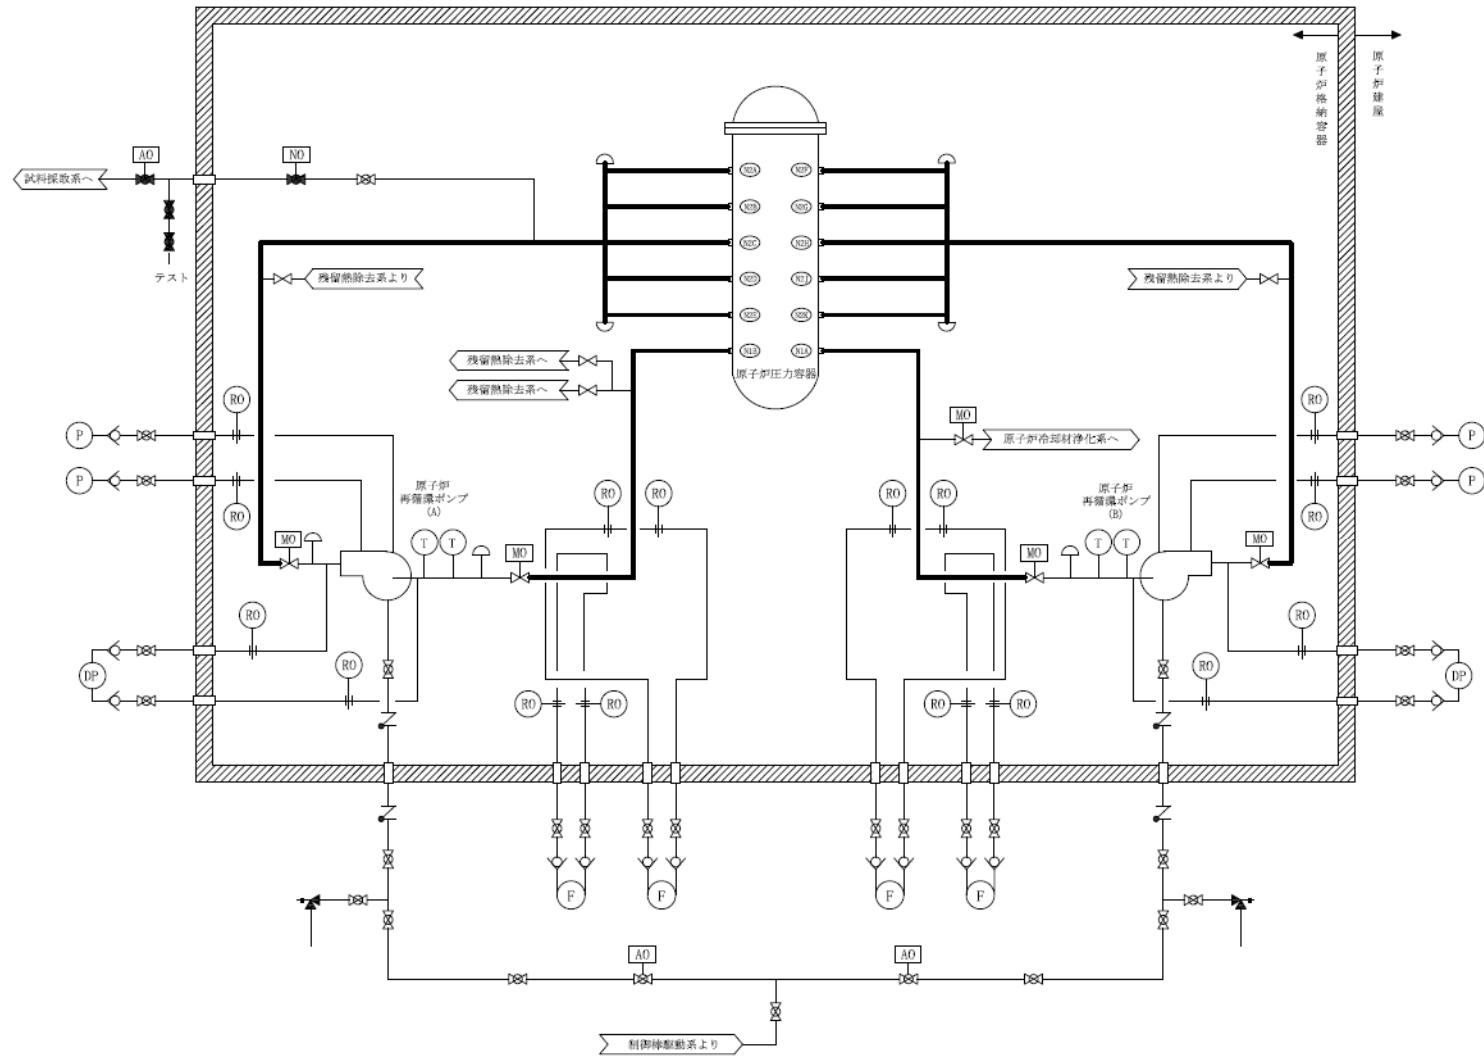 原子炉格納容器
原子炉建屋
AO
NO
試料採取系へ
テスト
N2A
N2F
N2B
N2G
N2C
N2H
N2D
N2J
N2E
N2K
N1B
N1A
原子炉圧力容器
残留熱除去系より
残留熱除去系より
残留熱除去系へ
残留熱除去系へ
RO
RO
MO
P
P
原子炉冷却材浄化系へ
P
P
RO
RO
RO
RO
RO
RO
原子炉
再循環ポンプ
(A)
原子炉
再循環ポンプ
(B)
RO
RO
MO
T
T
MO
MO
T
T
MO
RO
RO
DP
RO
RO
DP
RO
RO
RO
RO
F
F
F
F
AO
AO
制御棒駆動系より